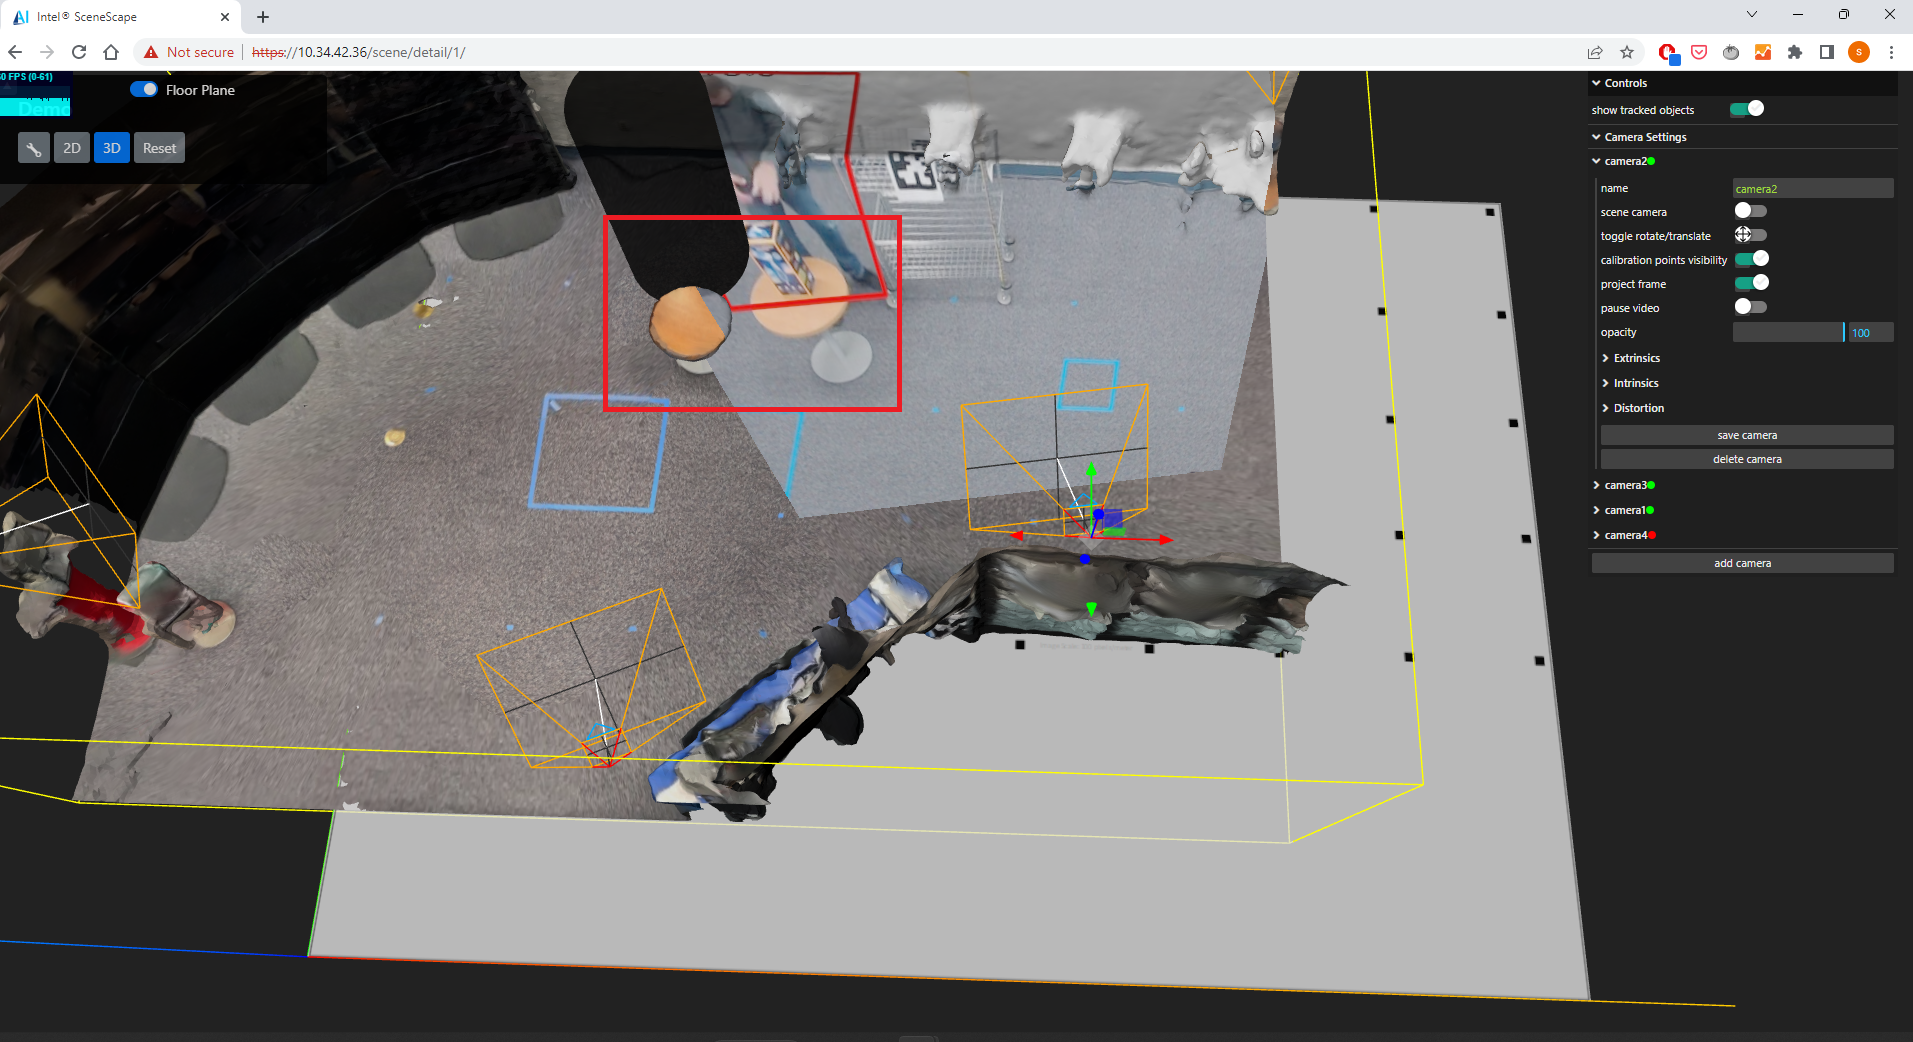 Intel® SceneScape
Not secure
https://10.34.42.36/scene/detail/1/
S
60 FPS (0-61)
Floor Plane
Demo
2D
3D
Reset
Controls
show tracked objects
Camera Settings
camera2
name
camera2
scene camera
toggle rotate/translate
calibration points visibility
project frame
pause video
opacity
100
Extrinsics
Intrinsics
Distortion
save camera
delete camera
camera3
camera1
camera4
add camera